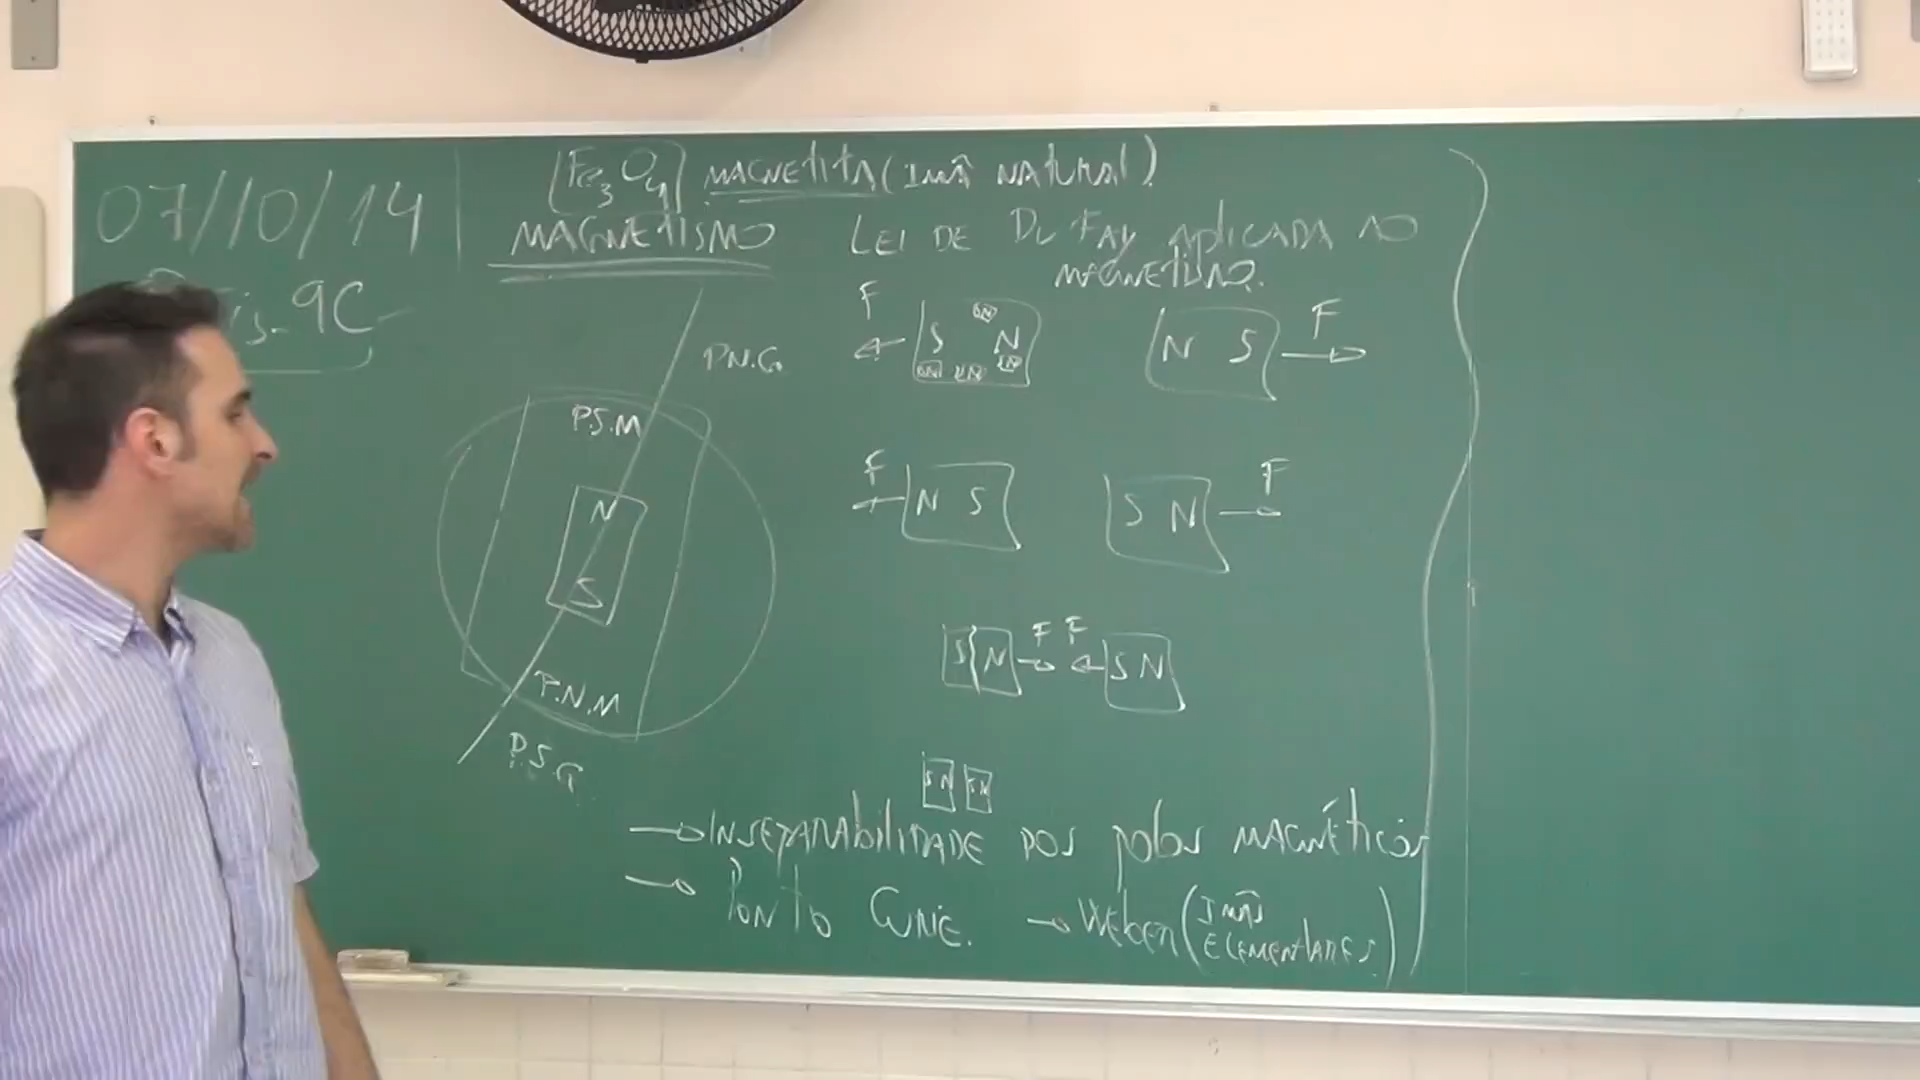 07/10/14
9C
[Fe3O4] MAGNETITA (IMÃ NATURAL).
MAGNETISMO
LEI DE DU FAY APLICADA AO
MAGNETISMO.
P.N.G.
P.S.M
N
S
P.N.M
P.S.G.
F S N N S F
F N S S N F
S N F F S N
S N S N
INSEPARABILIDADE DOS POLOS MAGNÉTICOS
PONTO CURIE. WEBER (IMÃS
ELEMENTARES)